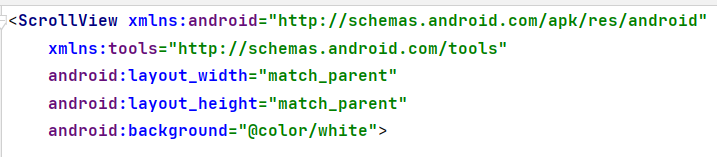 <ScrollView xmlns:android="http://schemas.android.com/apk/res/android"
xmlns:tools="http://schemas.android.com/tools"
android:layout_width="match_parent"
android:layout_height="match_parent"
android:background="@color/white">